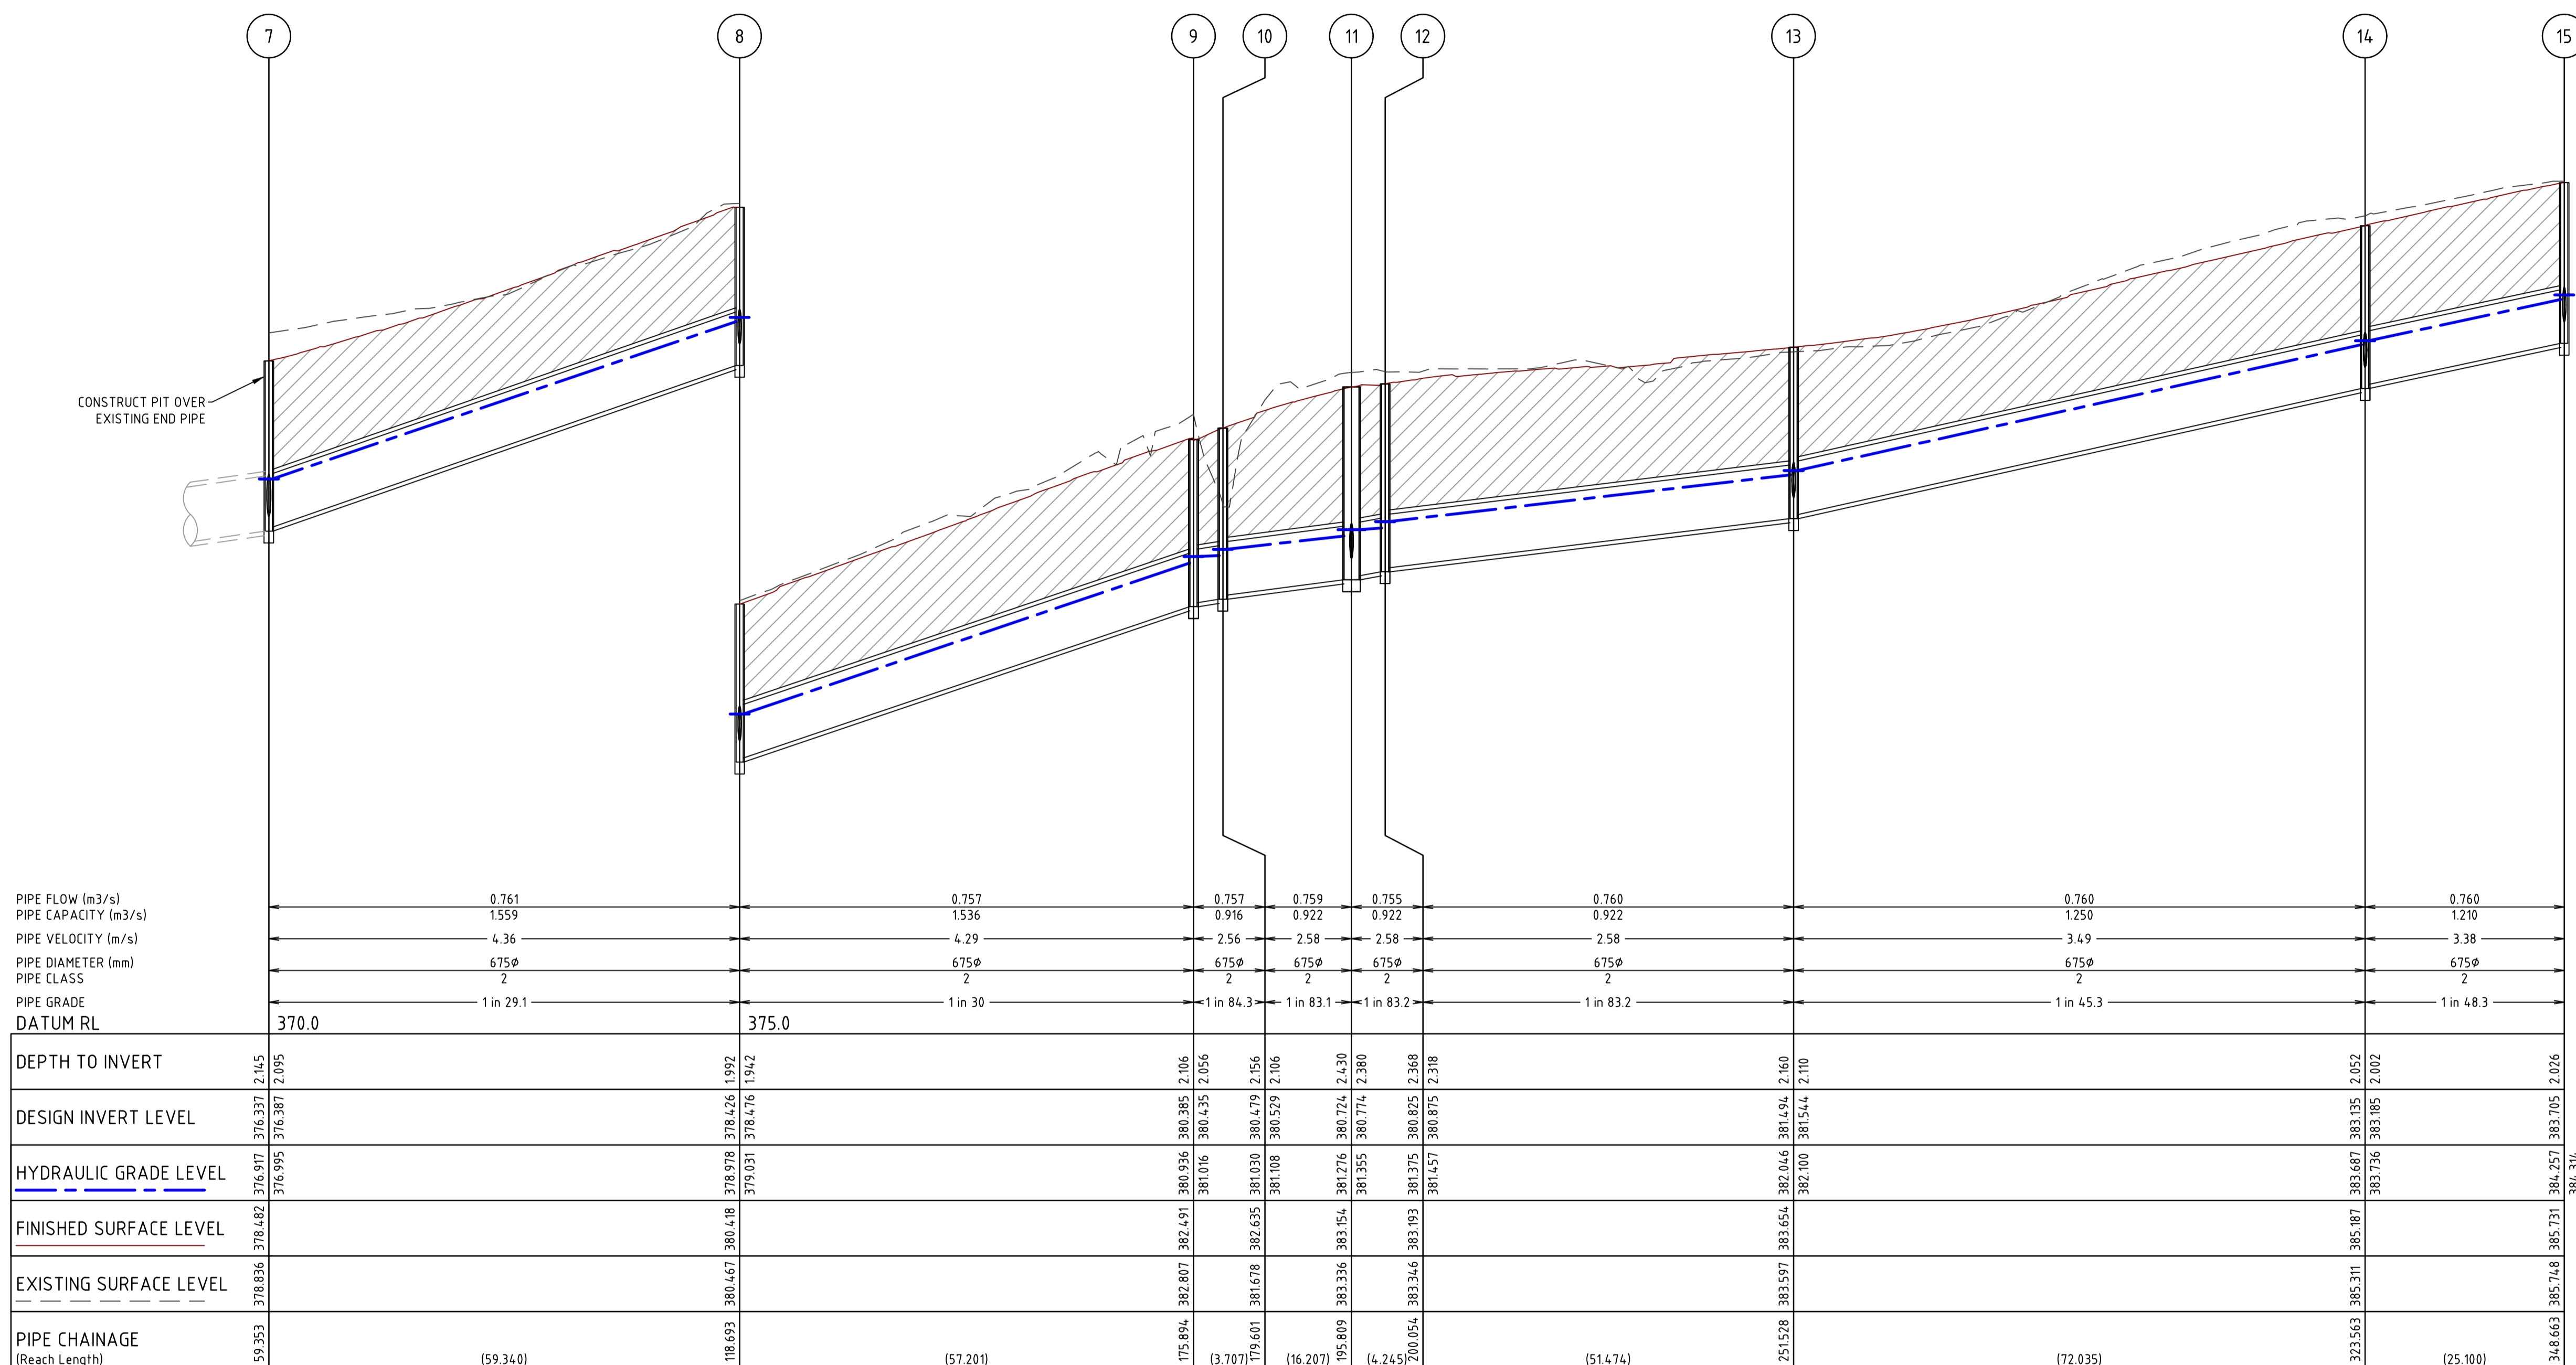 7 8 9 10 11 12 13 14 15
CONSTRUCT PIT OVER
EXISTING END PIPE
PIPE FLOW (m3/s) 0.761 0.757 0.757 0.759 0.755 0.760 0.760 0.760
PIPE CAPACITY (m3/s) 1.559 1.536 0.916 0.922 0.922 0.922 1.250 1.210
PIPE VELOCITY (m/s) 4.36 4.29 2.56 2.58 2.58 2.58 3.49 3.38
PIPE DIAMETER (mm) 675ø 675ø 675ø 675ø 675ø 675ø 675ø 675ø
PIPE CLASS 2 2 2 2 2 2 2 2
PIPE GRADE 1 in 29.1 1 in 30 1 in 84.3 1 in 83.1 1 in 83.2 1 in 83.2 1 in 45.3 1 in 48.3
DATUM RL 370.0 375.0
DEPTH TO INVERT 2.145 2.095 1.992 1.942 2.106 2.056 2.156 2.106 2.430 2.380 2.368 2.318 2.160 2.110 2.052 2.002 2.026
DESIGN INVERT LEVEL 376.337 376.387 378.426 378.476 380.385 380.435 380.479 380.529 380.724 380.774 380.825 380.875 381.494 381.544 383.135 383.185 383.705
HYDRAULIC GRADE LEVEL 376.917 376.995 378.978 379.031 380.936 381.016 381.030 381.108 381.276 381.355 381.375 381.457 382.046 382.100 383.687 383.736 384.257
FINISHED SURFACE LEVEL 378.482 380.418 382.491 382.635 383.154 383.193 383.654 385.187 385.731
EXISTING SURFACE LEVEL 378.836 380.467 382.807 381.678 383.336 383.346 383.597 385.311 385.748
PIPE CHAINAGE 59.353 118.693 175.894 179.601 195.809 200.054 251.528 323.563 348.663
(Reach Length) (59.340) (57.201) (3.707) (16.207) (4.245) (51.474) (72.035) (25.100)